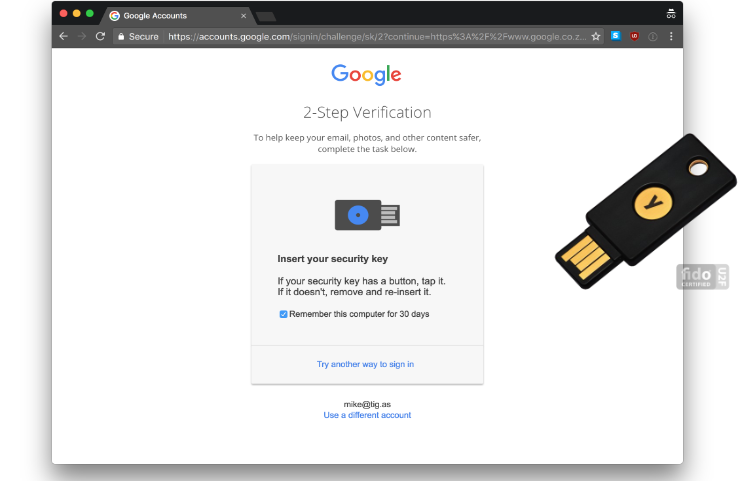 Google Accounts
Secure
https://accounts.google.com/signin/challenge/sk/2?continue=https%3A%2F%2Fwww.google.co.z...
Google
2-Step Verification
To help keep your email, photos, and other content safer,
complete the task below.
Insert your security key
If your security key has a button, tap it.
If it doesn't, remove and re-insert it.
Remember this computer for 30 days
Try another way to sign in
mike@tig.as
Use a different account
y
fido
CERTIFIED
U2F